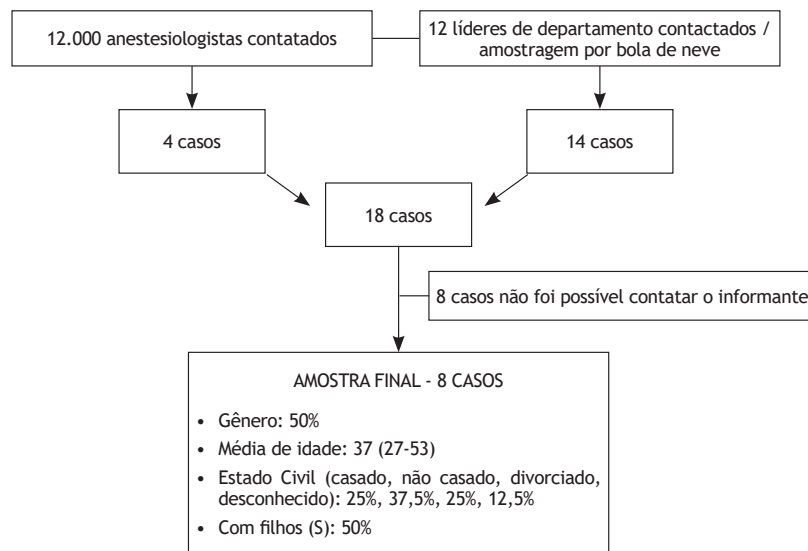 12.000 anestesiologistas contatados
12 líderes de departamento contactados /
amostragem por bola de neve
4 casos
14 casos
18 casos
8 casos não foi possível contatar o informante
AMOSTRA FINAL - 8 CASOS
• Gênero: 50%
• Média de idade: 37 (27-53)
• Estado Civil (casado, não casado, divorciado,
desconhecido): 25%, 37,5%, 25%, 12,5%
• Com filhos (S): 50%